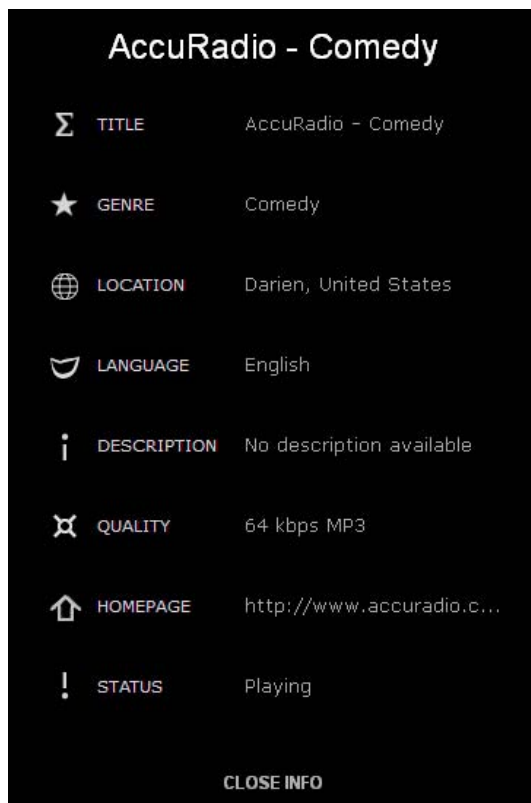 AccuRadio - Comedy
TITLE AccuRadio - Comedy
GENRE Comedy
LOCATION Darien, United States
LANGUAGE English
DESCRIPTION No description available
QUALITY 64 kbps MP3
HOMEPAGE http://www.accuradio.c...
STATUS Playing
CLOSE INFO